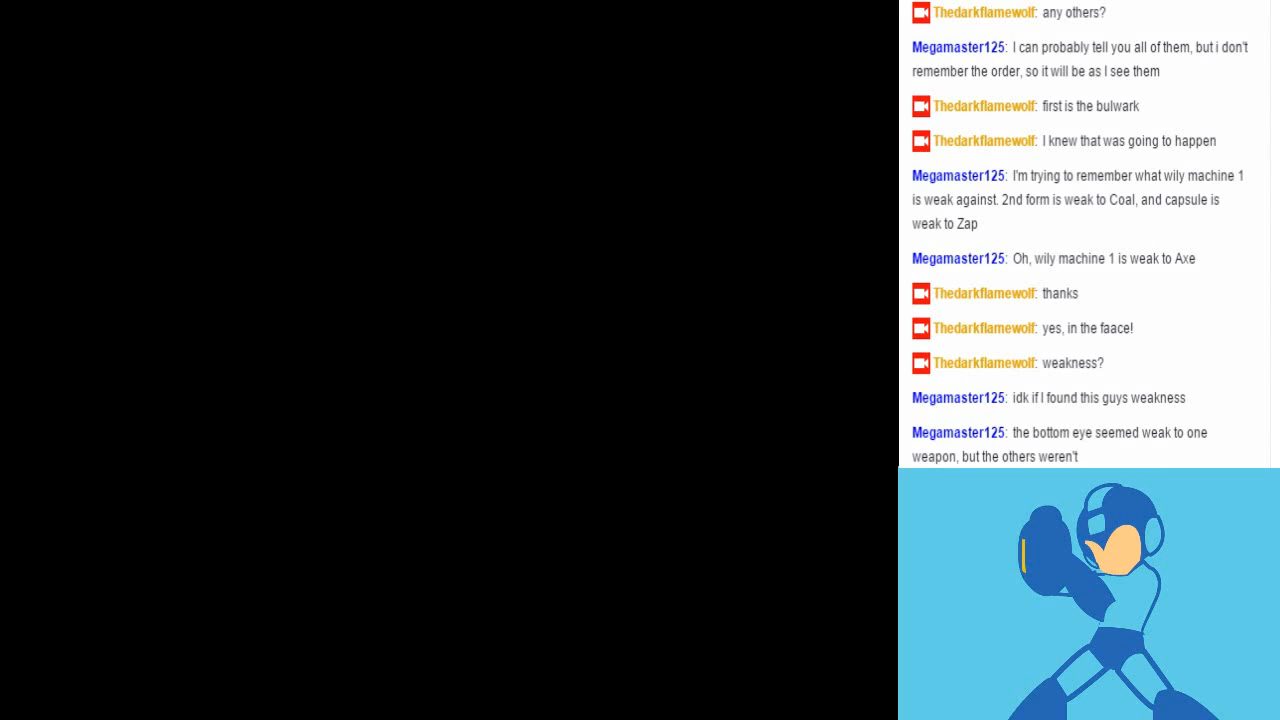 Thedarkflamewolf: any others?
Megamaster125: I can probably tell you all of them, but i don't
remember the order, so it will be as I see them
Thedarkflamewolf: first is the bulwark
Thedarkflamewolf: I knew that was going to happen
Megamaster125: I'm trying to remember what wily machine 1
is weak against. 2nd form is weak to Coal, and capsule is
weak to Zap
Megamaster125: Oh, wily machine 1 is weak to Axe
Thedarkflamewolf: thanks
Thedarkflamewolf: yes, in the faace!
Thedarkflamewolf: weakness?
Megamaster125: idk if I found this guys weakness
Megamaster125: the bottom eye seemed weak to one
weapon, but the others weren't